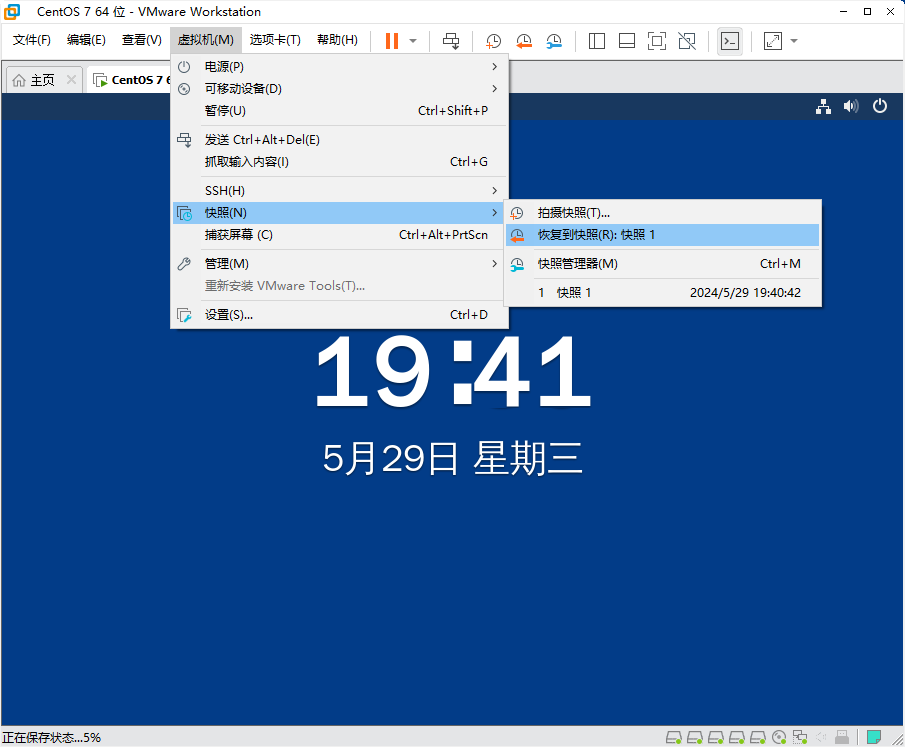 CentOS 7 64 位 - VMware Workstation
文件(F) 编辑(E) 查看(V) 虚拟机(M) 选项卡(T) 帮助(H)
主页 CentOS 7 6
电源(P)
可移动设备(D)
暂停(U) Ctrl+Shift+P
发送 Ctrl+Alt+Del(E)
抓取输入内容(I) Ctrl+G
SSH(H)
快照(N)
捕获屏幕 (C) Ctrl+Alt+PrtScn
管理(M)
重新安装 VMware Tools(T)...
设置(S)... Ctrl+D
拍摄快照(T)...
恢复到快照(R): 快照 1
快照管理器(M) Ctrl+M
1 快照 1 2024/5/29 19:40:42
19:41
5月29日 星期三
正在保存状态...5%